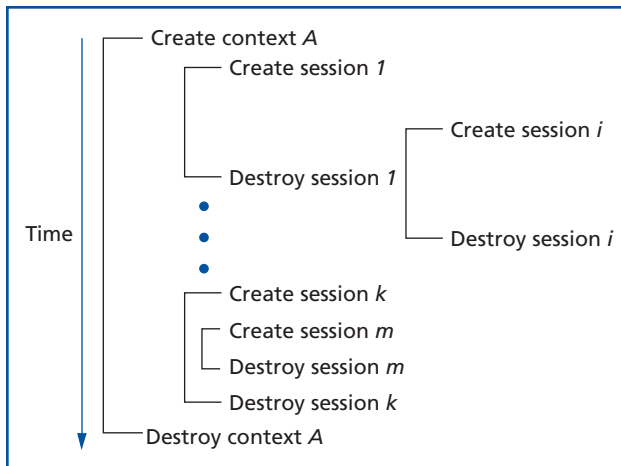 Create context A
Create session 1
Create session i
Destroy session 1
Time
Destroy session i
Create session k
Create session m
Destroy session m
Destroy session k
Destroy context A